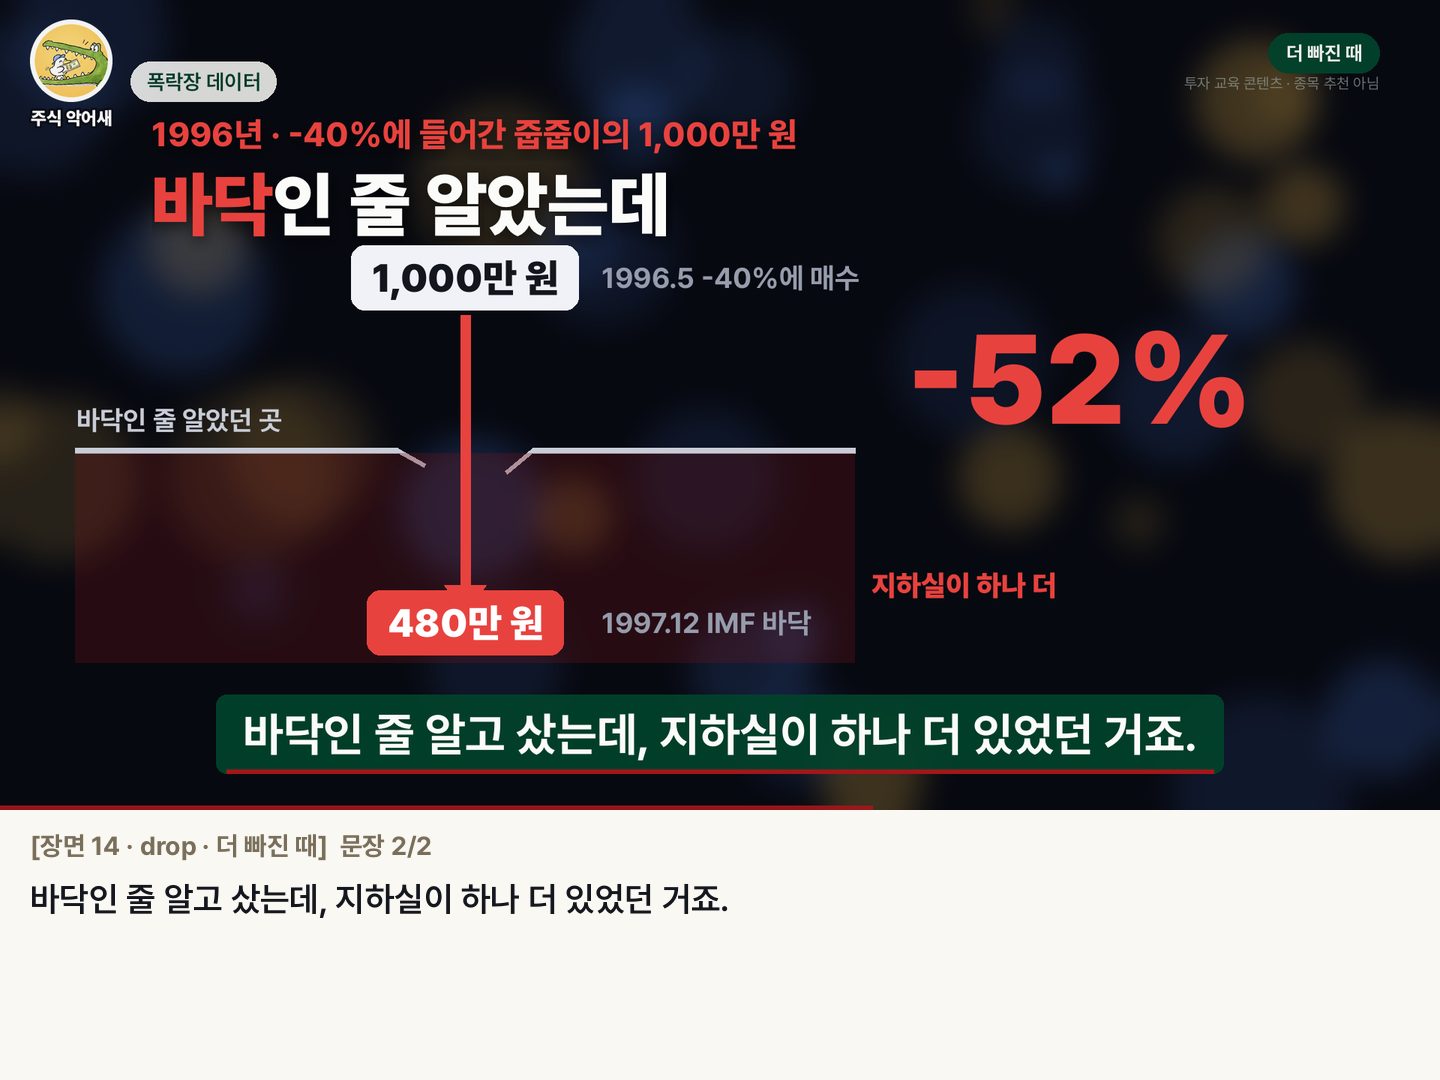 주식 악어새
폭락장 데이터
더 빠진 때
투자 교육 콘텐츠 · 종목 추천 아님
1996년 · -40%에 들어간 줍줍이의 1,000만 원
바닥인 줄 알았는데
1,000만 원
1996.5 -40%에 매수
-52%
바닥인 줄 알았던 곳
지하실이 하나 더
480만 원
1997.12 IMF 바닥
바닥인 줄 알고 샀는데, 지하실이 하나 더 있었던 거죠.
[장면 14 · drop · 더 빠진 때] 문장 2/2
바닥인 줄 알고 샀는데, 지하실이 하나 더 있었던 거죠.